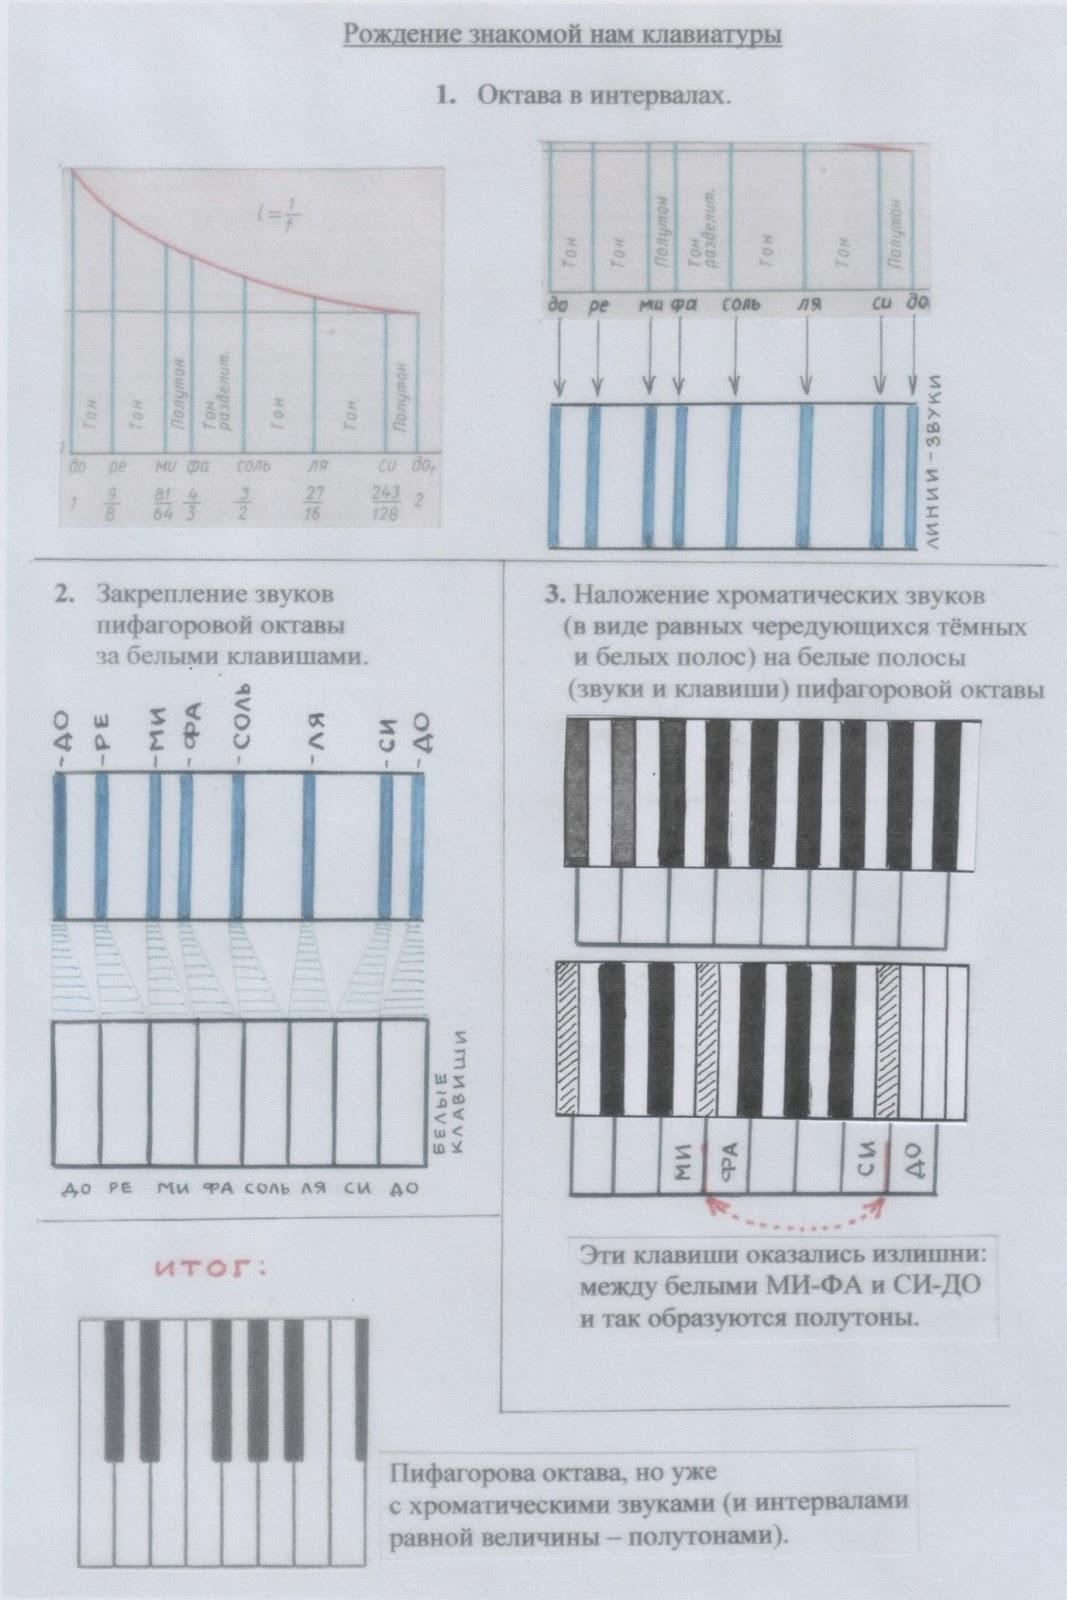 Рождение знакомой нам клавиатуры
1. Октава в интервалах.
l=1/f
Тон Тон Полутон Тон разделит. Тон Тон Полутон
0
до ре ми фа соль ля си до₁
1 9/8 81/64 4/3 3/2 27/16 243/128 2
Тон Тон Полутон Тон разделит. Тон Тон Полутон
до ре ми фа соль ля си до₁
ЛИНИИ-ЗВУКИ
2. Закрепление звуков
пифагоровой октавы
за белыми клавишами.
-ДО -РЕ -МИ -ФА -СОЛЬ -ЛЯ -СИ -ДО
БЕЛЫЕ
КЛАВИШИ
ДО РЕ МИ ФА СОЛЬ ЛЯ СИ ДО
3. Наложение хроматических звуков
(в виде равных чередующихся тёмных
и белых полос) на белые полосы
(звуки и клавиши) пифагоровой октавы
МИ ФА СИ ДО
Эти клавиши оказались излишни:
между белыми МИ-ФА и СИ-ДО
и так образуются полутоны.
ИТОГ:
Пифагорова октава, но уже
с хроматическими звуками (и интервалами
равной величины – полутонами).